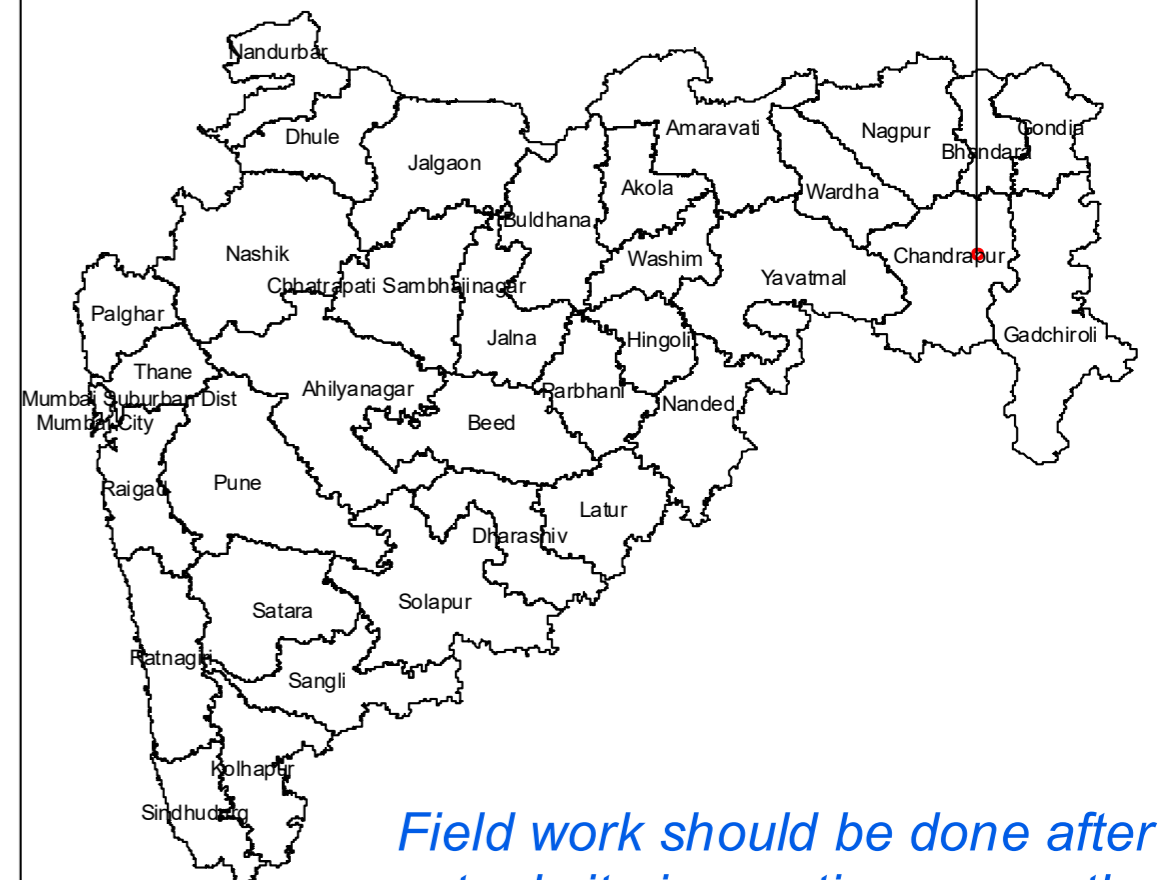 Nandurbar
Dhule
Jalgaon
Amaravati
Nagpur
Gondia
Bhandara
Akola
Wardha
Buldhana
Nashik
Washim
Chandrapur
Yavatmal
Chhatrapati Sambhajinagar
Palghar
Jalna
Hingoli
Gadchiroli
Thane
Ahilyanagar
Parbhani
Nanded
Mumbai Suburban Dist
Mumbai City
Beed
Raigad
Pune
Latur
Dharashiv
Satara
Solapur
Ratnagiri
Sangli
Kolhapur
Sindhudurg
Field work should be done after